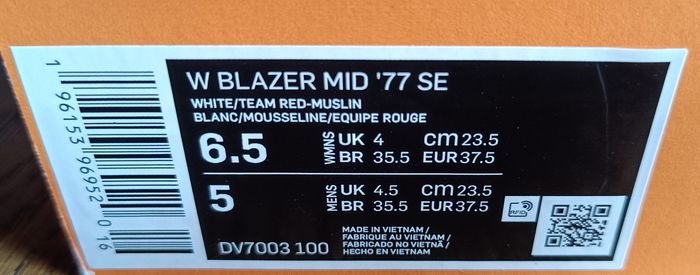 W BLAZER MID '77 SE
WHITE/TEAM RED-MUSLIN
BLANC/MOUSSELINE/EQUIPE ROUGE
6.5 WMNS UK 4 cm 23.5
BR 35.5 EUR 37.5
5 MENS UK 4.5 cm 23.5
BR 35.5 EUR 37.5
RFID
DV7003 100
MADE IN VIETNAM/
FABRIQUE AU VIETNAM/
FABRICADO NO VIETNÃ/
HECHO EN VIETNAM
1 96153 96952 016